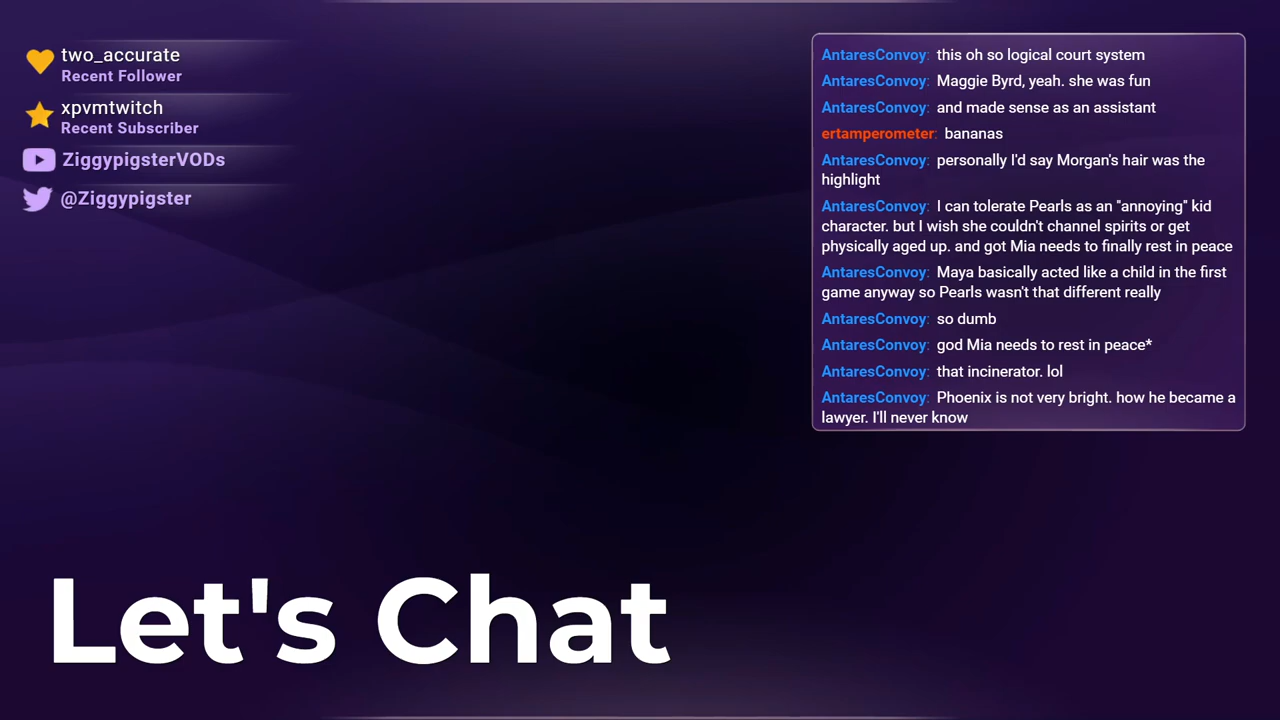 two_accurate
Recent Follower
xpvmtwitch
Recent Subscriber
ZiggypigsterVODs
@Ziggypigster
AntaresConvoy: this oh so logical court system
AntaresConvoy: Maggie Byrd, yeah. she was fun
AntaresConvoy: and made sense as an assistant
ertamperometer: bananas
AntaresConvoy: personally I'd say Morgan's hair was the
highlight
AntaresConvoy: I can tolerate Pearls as an "annoying" kid
character. but I wish she couldn't channel spirits or get
physically aged up. and got Mia needs to finally rest in peace
AntaresConvoy: Maya basically acted like a child in the first
game anyway so Pearls wasn't that different really
AntaresConvoy: so dumb
AntaresConvoy: god Mia needs to rest in peace*
AntaresConvoy: that incinerator. lol
AntaresConvoy: Phoenix is not very bright. how he became a
lawyer. I'll never know
Let's Chat